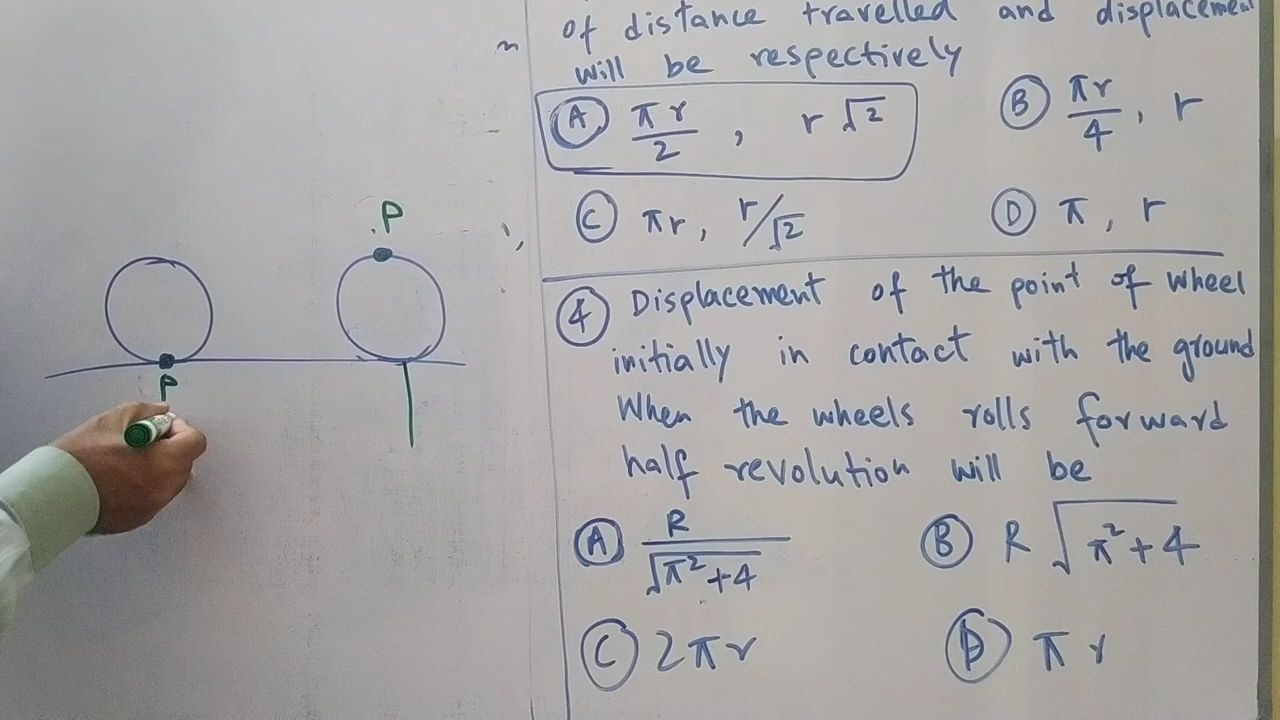 of distance travelled and displacement
will be respectively
(A) πr/2 , r√2
(B) πr/4 , r
(C) πr, r/√2
(D) π , r
P
P
(4) Displacement of the point of wheel
initially in contact with the ground
When the wheels rolls forward
half revolution will be
(A) R/√π²+4
(B) R √π²+4
(C) 2πr
(D) πr